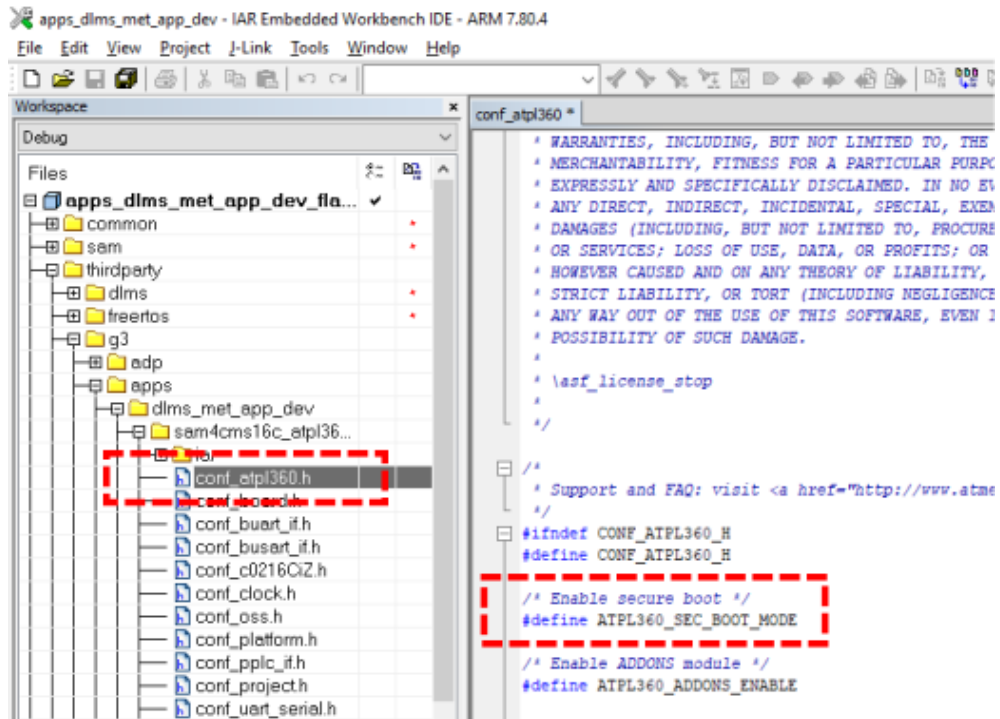 apps_dlms_met_app_dev - IAR Embedded Workbench IDE - ARM 7.80.4
File Edit View Project J-Link Tools Window Help
Workspace
Debug
Files
apps_dlms_met_app_dev_fla...
common
sam
thirdparty
dlms
freertos
g3
adp
apps
dlms_met_app_dev
sam4cms16c_atpl36...
iar
conf_atpl360.h
conf_board.h
conf_buart_if.h
conf_busart_if.h
conf_c0216CiZ.h
conf_clock.h
conf_oss.h
conf_platform.h
conf_pplc_if.h
conf_project.h
conf_uart_serial.h
conf_atpl360 *
* WARRANTIES, INCLUDING, BUT NOT LIMITED TO, THE
* MERCHANTABILITY, FITNESS FOR A PARTICULAR PURPO
* EXPRESSLY AND SPECIFICALLY DISCLAIMED. IN NO EV
* ANY DIRECT, INDIRECT, INCIDENTAL, SPECIAL, EXEM
* DAMAGES (INCLUDING, BUT NOT LIMITED TO, PROCURE
* OR SERVICES; LOSS OF USE, DATA, OR PROFITS; OR
* HOWEVER CAUSED AND ON ANY THEORY OF LIABILITY,
* STRICT LIABILITY, OR TORT (INCLUDING NEGLIGENCE
* ANY WAY OUT OF THE USE OF THIS SOFTWARE, EVEN I
* POSSIBILITY OF SUCH DAMAGE.
*
* \asf_license_stop
*
*/
/*
* Support and FAQ: visit <a href="http://www.atme
*/
#ifndef CONF_ATPL360_H
#define CONF_ATPL360_H
/* Enable secure boot */
#define ATPL360_SEC_BOOT_MODE
/* Enable ADDONS module */
#define ATPL360_ADDONS_ENABLE